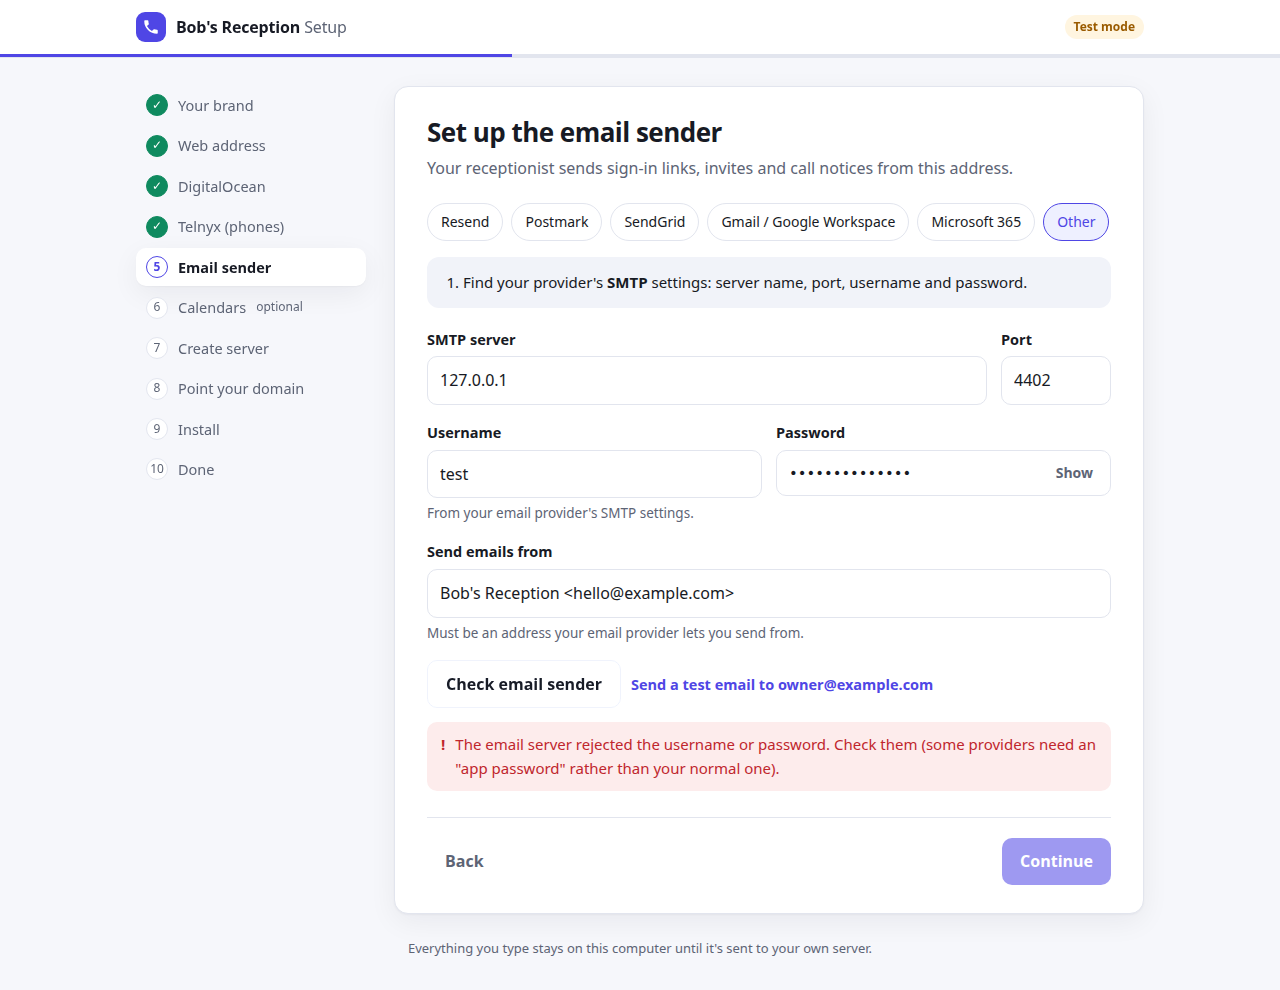 Bob's Reception Setup
Test mode
✓ Your brand
✓ Web address
✓ DigitalOcean
✓ Telnyx (phones)
5 Email sender
6 Calendars optional
7 Create server
8 Point your domain
9 Install
10 Done
Set up the email sender
Your receptionist sends sign-in links, invites and call notices from this address.
Resend Postmark SendGrid Gmail / Google Workspace Microsoft 365 Other
1. Find your provider's SMTP settings: server name, port, username and password.
SMTP server Port
127.0.0.1 4402
Username Password
test •••••••••••••• Show
From your email provider's SMTP settings.
Send emails from
Bob's Reception <hello@example.com>
Must be an address your email provider lets you send from.
Check email sender Send a test email to owner@example.com
! The email server rejected the username or password. Check them (some providers need an
"app password" rather than your normal one).
Back Continue
Everything you type stays on this computer until it's sent to your own server.